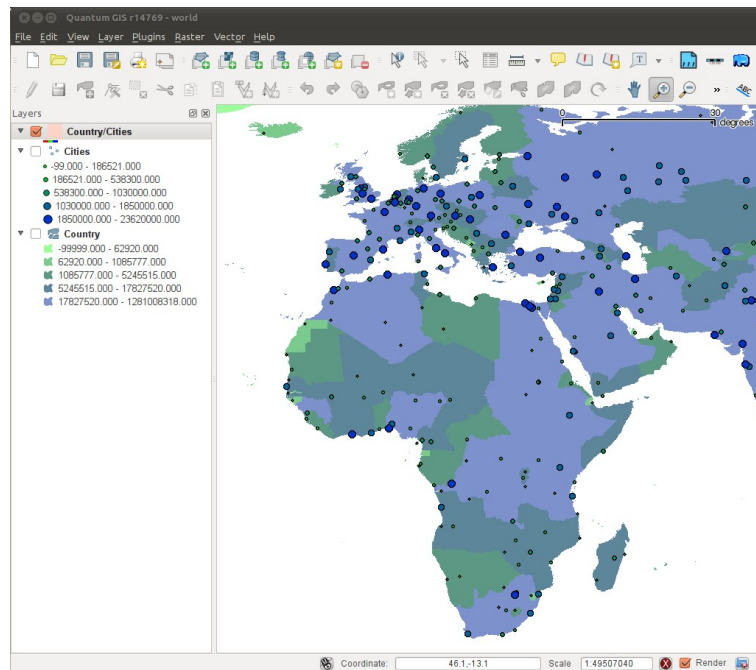 Quantum GIS r14769 - world
File Edit View Layer Plugins Raster Vector Help
T
»
ABC
Layers
Country/Cities
Cities
-99.000 - 186521.000
186521.000 - 538300.000
538300.000 - 1030000.000
1030000.000 - 1850000.000
1850000.000 - 23620000.000
Country
-99999.000 - 62920.000
62920.000 - 1085777.000
1085777.000 - 5245515.000
5245515.000 - 17827520.000
17827520.000 - 1281008318.000
0 30
degrees
Coordinate: 46.1,-13.1 Scale 1:49507040 Render